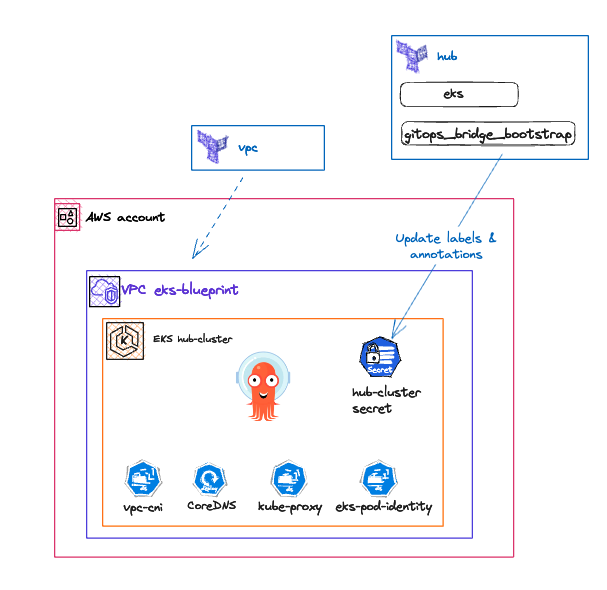 hub
eks
gitops_bridge_bootstrap
vpc
AWS account
Update labels &
annotations
VPC eks-blueprint
EKS hub-cluster
K
Secret
hub-cluster
secret
vpc-cni
CoreDNS
kube-proxy
eks-pod-identity